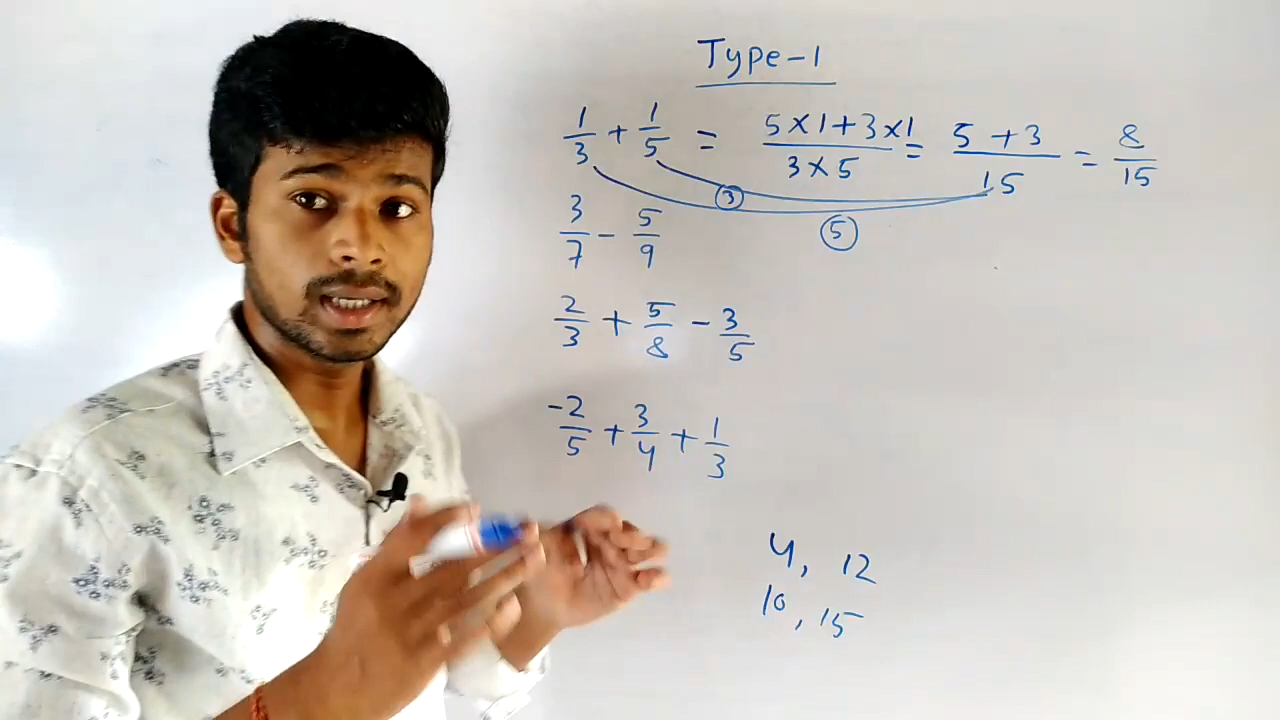 Type-1
1/3 + 1/5 = 5×1+3×1/3×5 = 5+3/15 = 8/15
3
5
3/7 - 5/9
2/3 + 5/8 - 3/5
-2/5 + 3/4 + 1/3
4, 12
10, 15